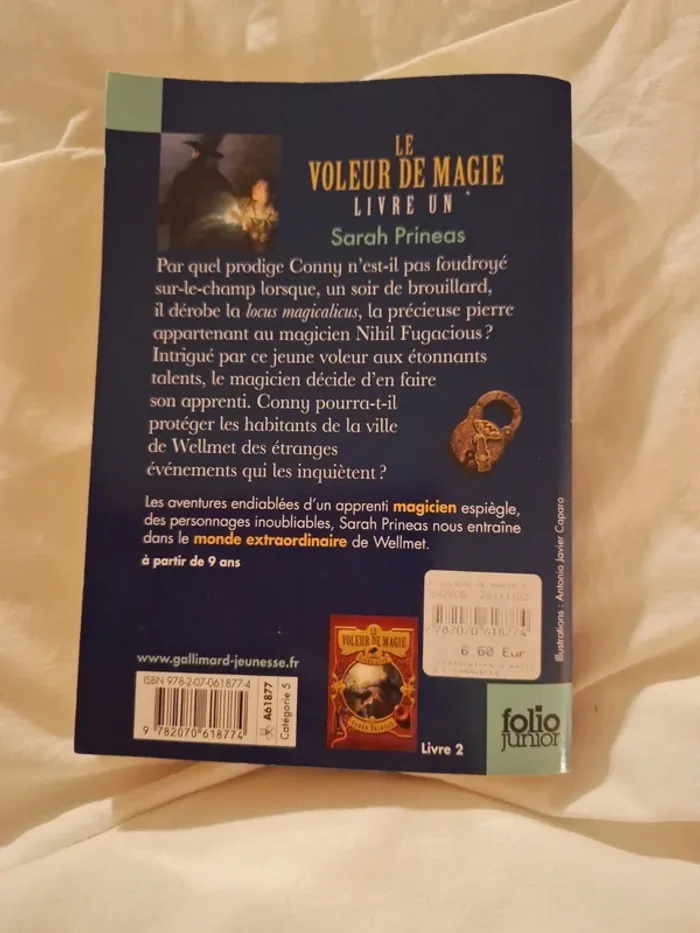 LE
VOLEUR DE MAGIE
LIVRE UN
Sarah Prineas
Par quel prodige Conny n'est-il pas foudroyé
sur-le-champ lorsque, un soir de brouillard,
il dérobe la locus magicalicus, la précieuse pierre
appartenant au magicien Nihil Fugacious ?
Intrigué par ce jeune voleur aux étonnants
talents, le magicien décide d'en faire
son apprenti. Conny pourra-t-il
protéger les habitants de la ville
de Wellmet des étranges
événements qui les inquiètent ?
Les aventures endiablées d'un apprenti magicien espiègle,
des personnages inoubliables, Sarah Prineas nous entraîne
dans le monde extraordinaire de Wellmet.
à partir de 9 ans
Illustrations : Antonio Javier Caparo
9782070618774
6 60 Eur
www.gallimard-jeunesse.fr
ISBN 978-2-07-061877-4
9 782070 618774
A61877
Catégorie 5
LE
VOLEUR DE MAGIE
SARAH PRINEAS
Livre 2
folio
junior